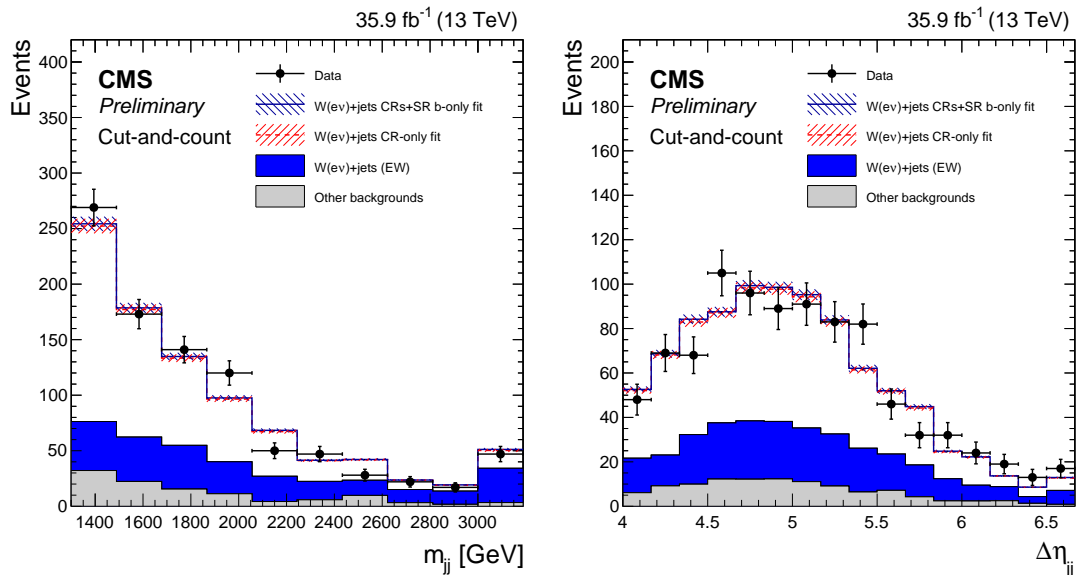 35.9 fb⁻¹ (13 TeV)
Events
400
350
300
250
200
150
100
50
0
CMS
Preliminary
Cut-and-count
Data
W(eν)+jets CRs+SR b-only fit
W(eν)+jets CR-only fit
W(eν)+jets (EW)
Other backgrounds
1400 1600 1800 2000 2200 2400 2600 2800 3000
m_jj [GeV]
35.9 fb⁻¹ (13 TeV)
Events
200
180
160
140
120
100
80
60
40
20
0
CMS
Preliminary
Cut-and-count
Data
W(eν)+jets CRs+SR b-only fit
W(eν)+jets CR-only fit
W(eν)+jets (EW)
Other backgrounds
4 4.5 5 5.5 6 6.5
Δη_jj